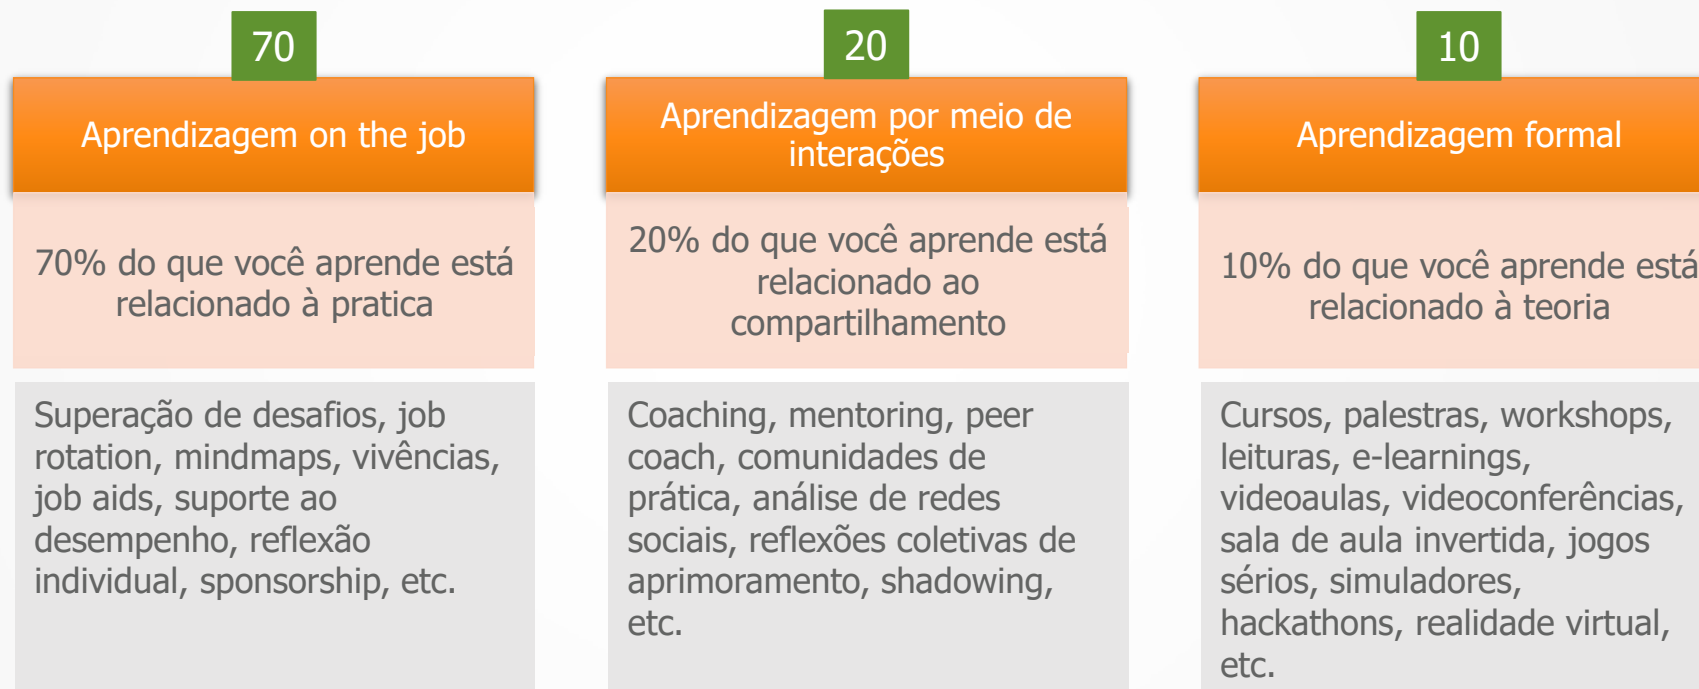 70
Aprendizagem on the job
70% do que você aprende está
relacionado à pratica
Superação de desafios, job
rotation, mindmaps, vivências,
job aids, suporte ao
desempenho, reflexão
individual, sponsorship, etc.
20
Aprendizagem por meio de
interações
20% do que você aprende está
relacionado ao
compartilhamento
Coaching, mentoring, peer
coach, comunidades de
prática, análise de redes
sociais, reflexões coletivas de
aprimoramento, shadowing,
etc.
10
Aprendizagem formal
10% do que você aprende está
relacionado à teoria
Cursos, palestras, workshops,
leituras, e-learnings,
videoaulas, videoconferências,
sala de aula invertida, jogos
sérios, simuladores,
hackathons, realidade virtual,
etc.